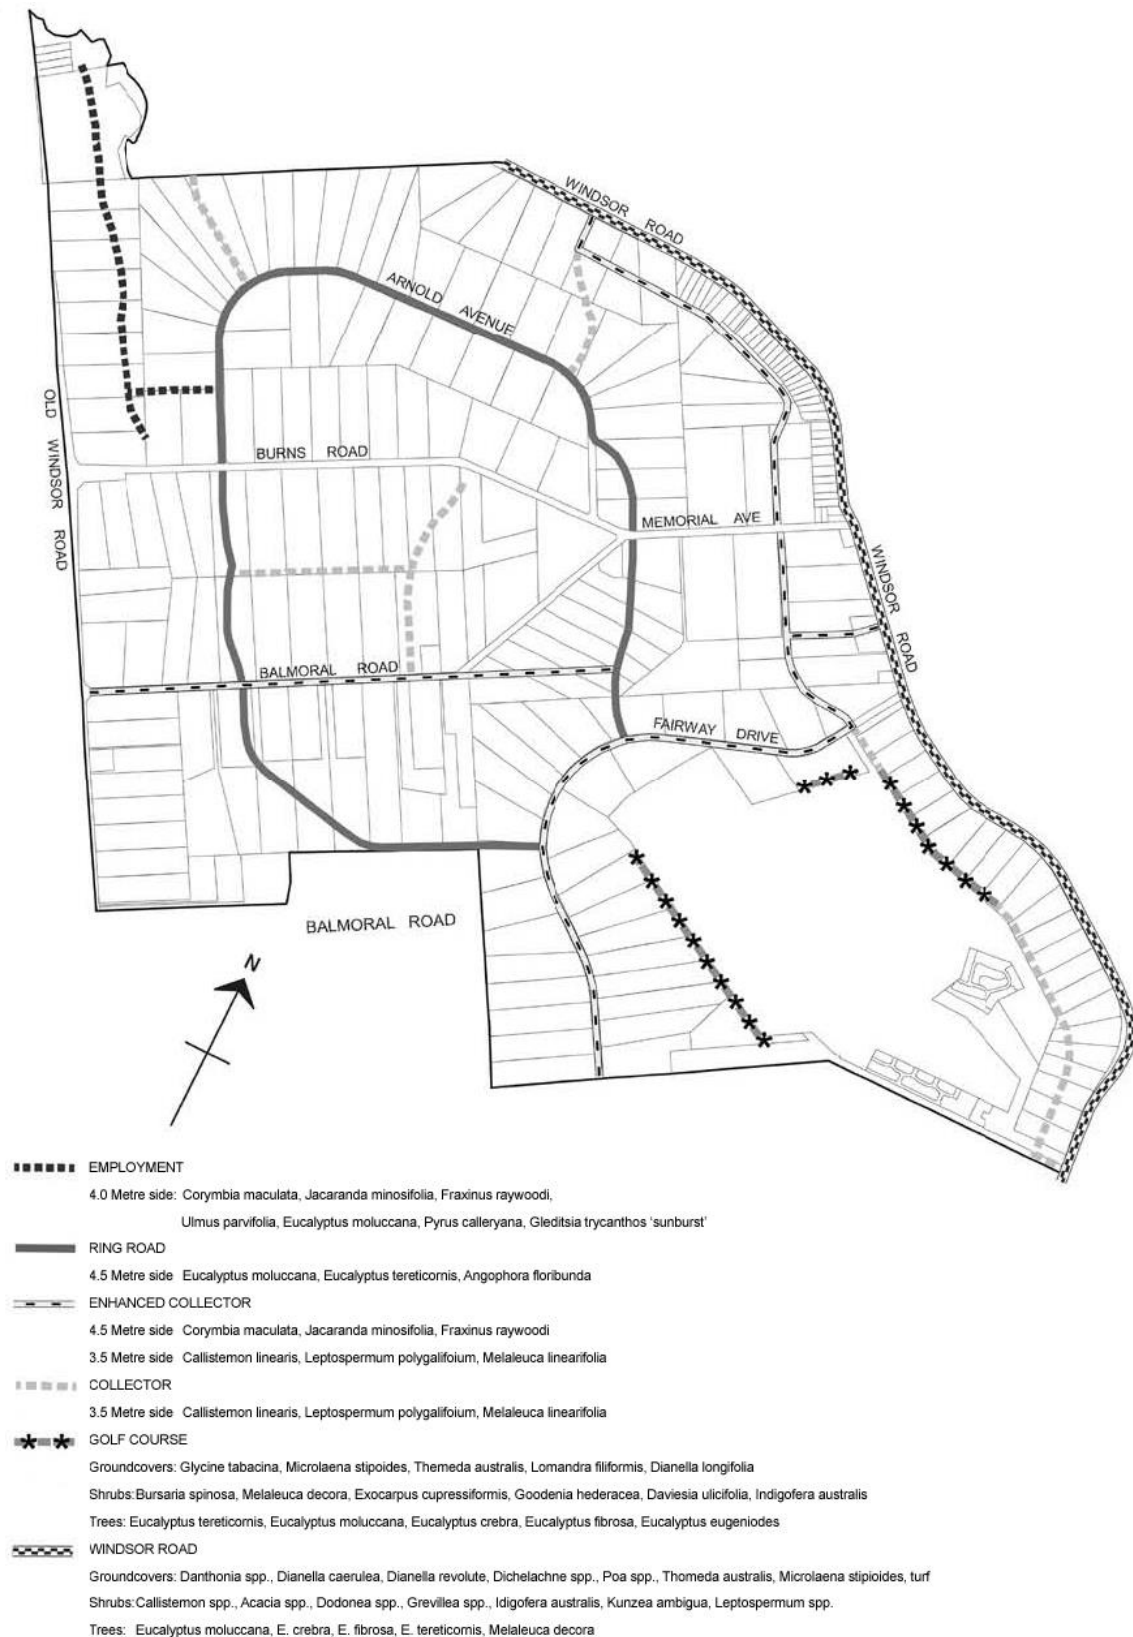 WINDSOR ROAD
ARNOLD AVENUE
OLD WINDSOR ROAD
BURNS ROAD
MEMORIAL AVE
WINDSOR ROAD
BALMORAL ROAD
FAIRWAY DRIVE
BALMORAL ROAD
N
EMPLOYMENT
4.0 Metre side: Corymbia maculata, Jacaranda minosifolia, Fraxinus raywoodi,
Ulmus parvifolia, Eucalyptus moluccana, Pyrus calleryana, Gleditsia trycanthos 'sunburst'
RING ROAD
4.5 Metre side Eucalyptus moluccana, Eucalyptus tereticornis, Angophora floribunda
ENHANCED COLLECTOR
4.5 Metre side Corymbia maculata, Jacaranda minosifolia, Fraxinus raywoodi
3.5 Metre side Callistemon linearis, Leptospermum polygalifoium, Melaleuca linearifolia
COLLECTOR
3.5 Metre side Callistemon linearis, Leptospermum polygalifoium, Melaleuca linearifolia
GOLF COURSE
Groundcovers: Glycine tabacina, Microlaena stipoides, Themeda australis, Lomandra filiformis, Dianella longifolia
Shrubs:Bursaria spinosa, Melaleuca decora, Exocarpus cupressiformis, Goodenia hederacea, Daviesia ulicifolia, Indigofera australis
Trees: Eucalyptus tereticornis, Eucalyptus moluccana, Eucalyptus crebra, Eucalyptus fibrosa, Eucalyptus eugeniodes
WINDSOR ROAD
Groundcovers: Danthonia spp., Dianella caerulea, Dianella revolute, Dichelachne spp., Poa spp., Thomeda australis, Microlaena stipioides, turf
Shrubs:Callistemon spp., Acacia spp., Dodonea spp., Grevillea spp., Idigofera australis, Kunzea ambigua, Leptospermum spp.
Trees: Eucalyptus moluccana, E. crebra, E. fibrosa, E. tereticornis, Melaleuca decora